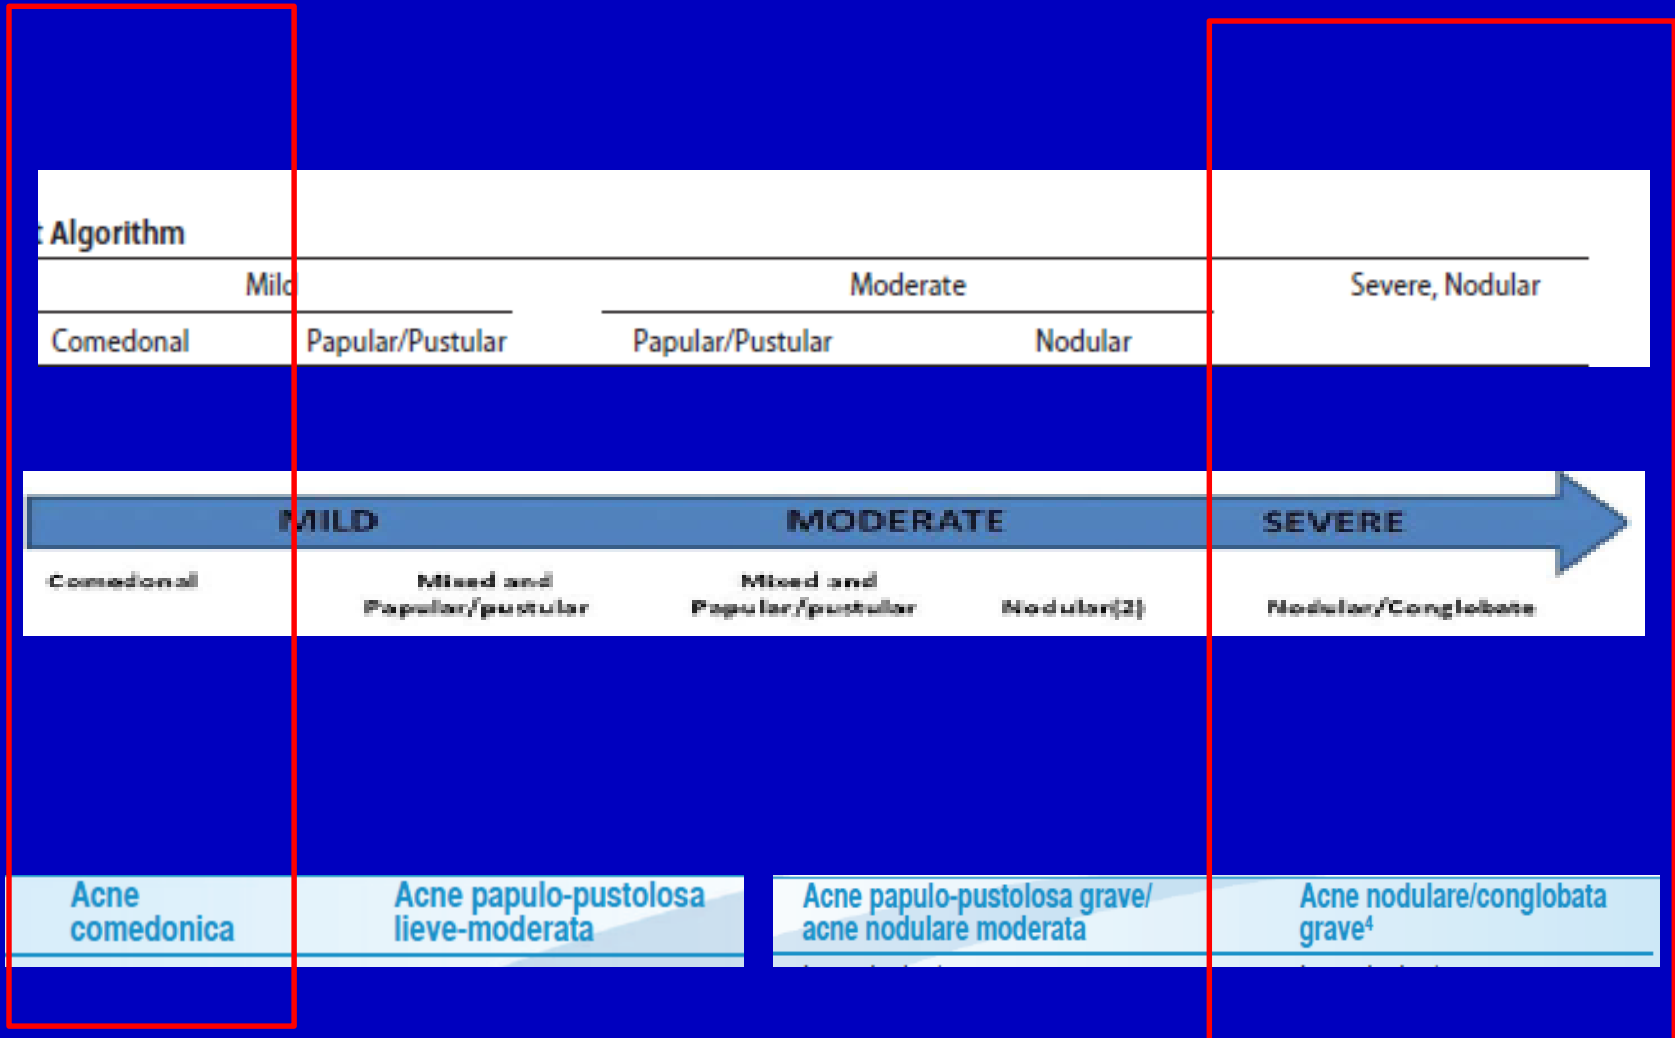 : Algorithm
Mild Moderate Severe, Nodular
Comedonal Papular/Pustular Papular/Pustular Nodular
MILD MODERATE SEVERE
Comedonal Mixed and Mixed and Nodular(2) Nodular/Conglobate
Papular/pustular Papular/pustular
Acne Acne papulo-pustolosa Acne papulo-pustolosa grave/ Acne nodulare/conglobata
comedonica lieve-moderata acne nodulare moderata grave⁴